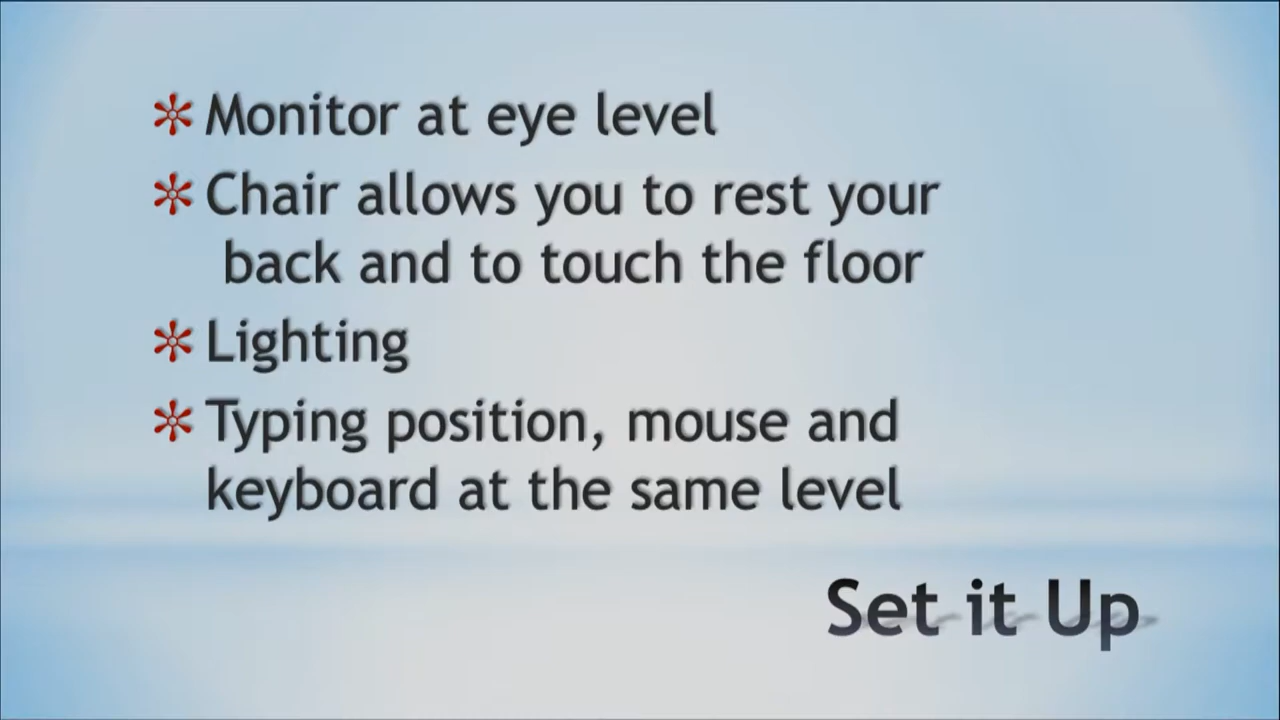 Monitor at eye level
Chair allows you to rest your
back and to touch the floor
Lighting
Typing position, mouse and
keyboard at the same level
Set it Up